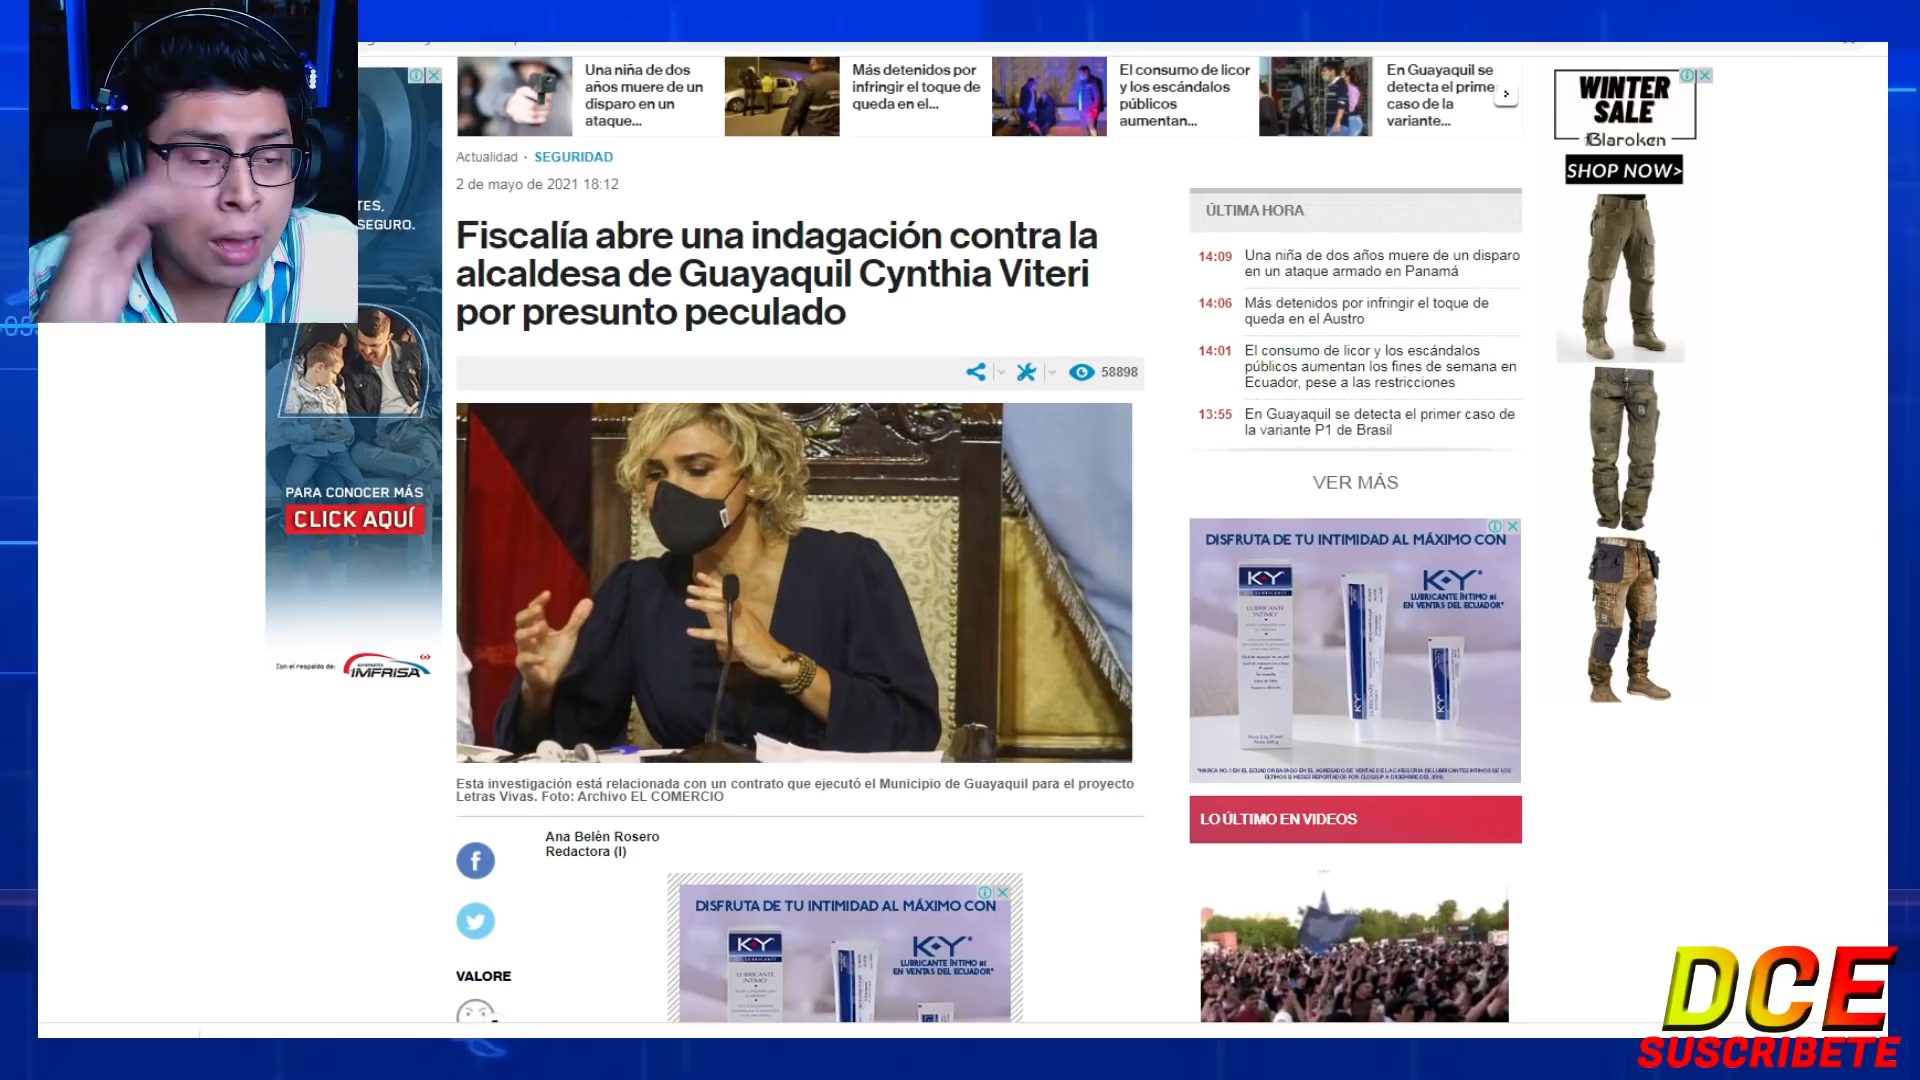 Una niña de dos
años muere de un
disparo en un
ataque...
Más detenidos por
infringir el toque de
queda en el...
El consumo de licor
y los escándalos
públicos
aumentan...
En Guayaquil se
detecta el prime
caso de la
variante...
Actualidad · SEGURIDAD
2 de mayo de 2021 18:12
Fiscalía abre una indagación contra la
alcaldesa de Guayaquil Cynthia Viteri
por presunto peculado
58898
Esta investigación está relacionada con un contrato que ejecutó el Municipio de Guayaquil para el proyecto
Letras Vivas. Foto: Archivo EL COMERCIO
Ana Belén Rosero
Redactora (I)
VALORE
DISFRUTA DE TU INTIMIDAD AL MÁXIMO CON
K-Y
LUBRICANTE INTIMO
K-Y®
LUBRICANTE ÍNTIMO #1
EN VENTAS DEL ECUADOR*
TES,
SEGURO.
PARA CONOCER MÁS
CLICK AQUÍ
Con el respaldo de:
IMFRISA
ÚLTIMA HORA
14:09 Una niña de dos años muere de un disparo
en un ataque armado en Panamá
14:06 Más detenidos por infringir el toque de
queda en el Austro
14:01 El consumo de licor y los escándalos
públicos aumentan los fines de semana en
Ecuador, pese a las restricciones
13:55 En Guayaquil se detecta el primer caso de
la variante P1 de Brasil
VER MÁS
DISFRUTA DE TU INTIMIDAD AL MÁXIMO CON
K-Y
LUBRICANTE INTIMO
K-Y®
LUBRICANTE ÍNTIMO #1
EN VENTAS DEL ECUADOR*
LO ÚLTIMO EN VIDEOS
WINTER
SALE
Blaroken
SHOP NOW>
DCE
SUSCRIBETE